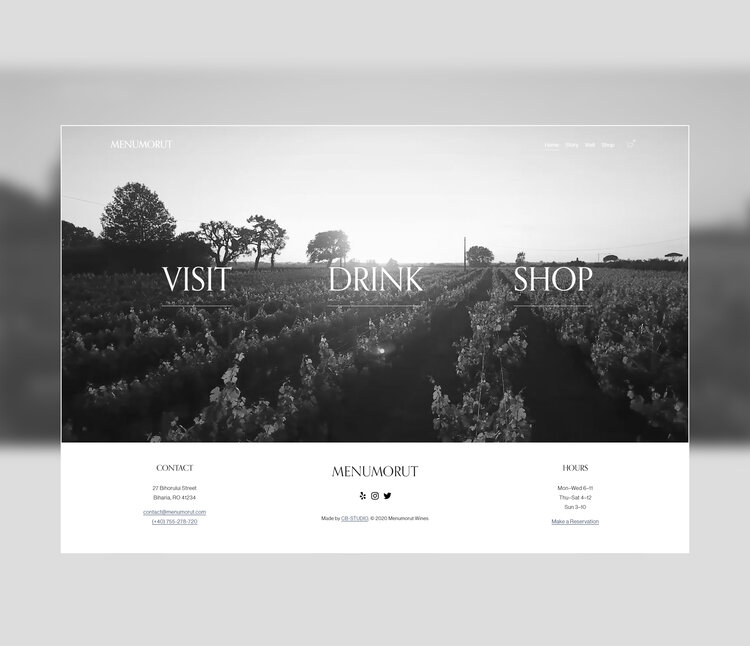 MENUMORUT
Home Story Visit Shop
VISIT DRINK SHOP
CONTACT
27 Bihorului Street
Biharia, RO 41234
contact@menumorut.com
(+40) 755-278-720
MENUMORUT
Made by CB-STUDIO. © 2020 Menumorut Wines
HOURS
Mon–Wed 6–11
Thu–Sat 4–12
Sun 3–10
Make a Reservation